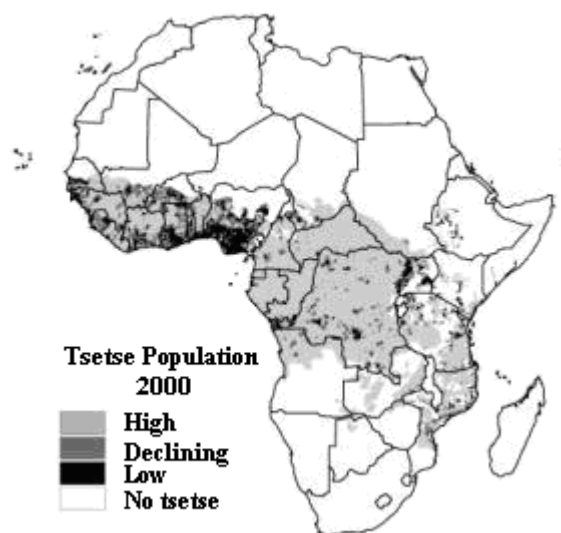 Tsetse Population
2000
High
Declining
Low
No tsetse